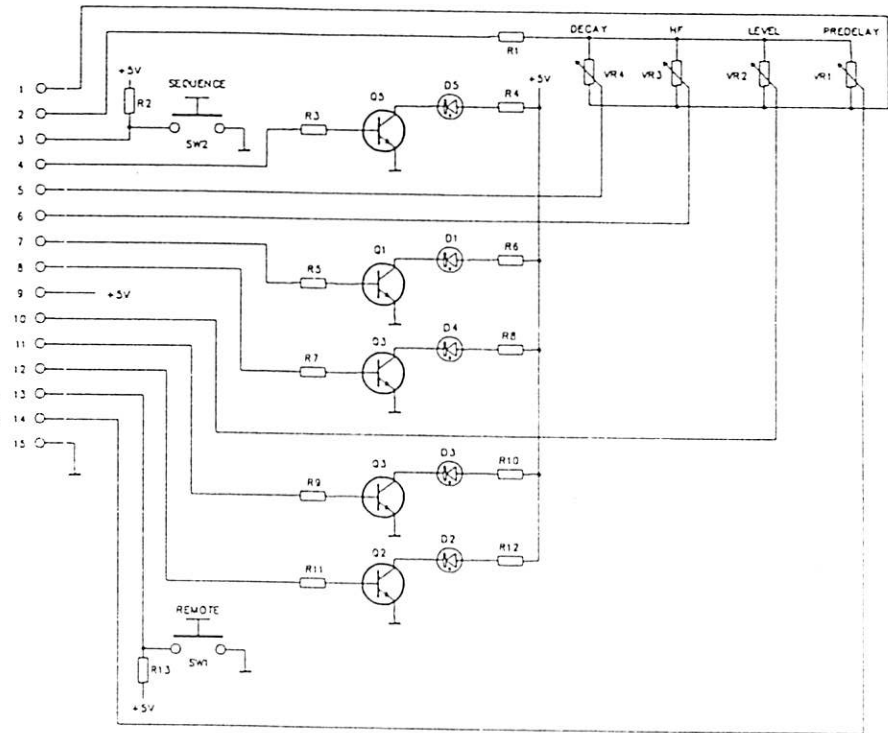 DECAY HF LEVEL PREDELAY
R1
+5V SEQUENCE D5 +5V VR4 VR3 VR2 VR1
1
R2 Q5 R4
2 R3
3 SW2
4
5
6
7 Q1 D1 R6
8 R5
9 +5V
10 Q3 D4 R8
11 R7
12
13
14
15
Q3 D3 R10
R9
Q2 D2 R12
R11
REMOTE
R13 SW1
+5V